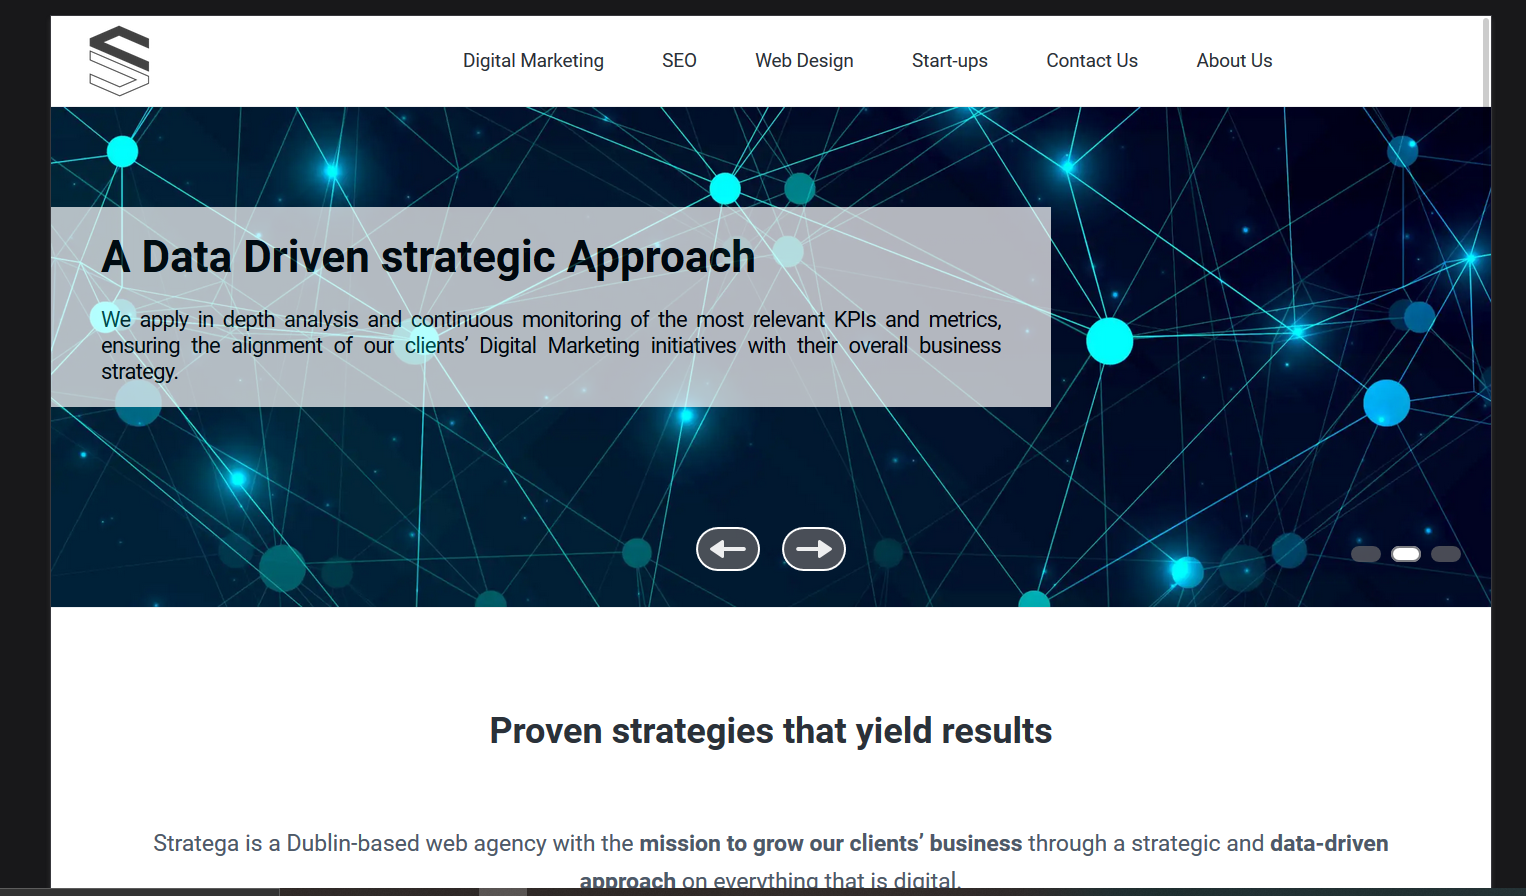 Digital Marketing SEO Web Design Start-ups Contact Us About Us
A Data Driven strategic Approach
We apply in depth analysis and continuous monitoring of the most relevant KPIs and metrics,
ensuring the alignment of our clients’ Digital Marketing initiatives with their overall business
strategy.
Proven strategies that yield results
Stratega is a Dublin-based web agency with the mission to grow our clients’ business through a strategic and data-driven
approach on everything that is digital.